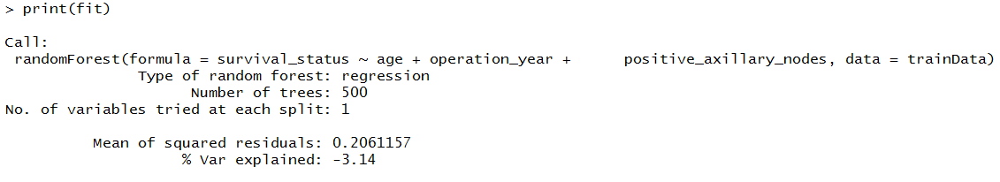 > print(fit)
Call:
randomForest(formula = survival_status ~ age + operation_year +      positive_axillary_nodes, data = trainData)
Type of random forest: regression
Number of trees: 500
No. of variables tried at each split: 1
Mean of squared residuals: 0.2061157
% Var explained: -3.14